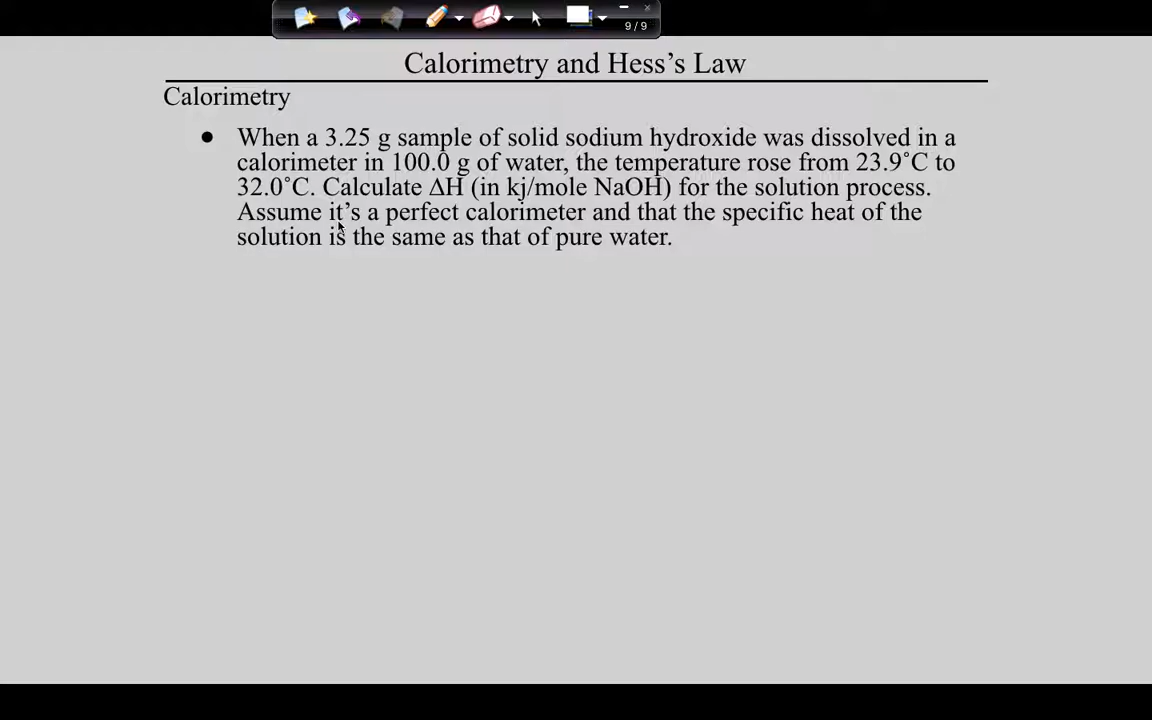 9 / 9
Calorimetry and Hess’s Law
Calorimetry
● When a 3.25 g sample of solid sodium hydroxide was dissolved in a
calorimeter in 100.0 g of water, the temperature rose from 23.9˚C to
32.0˚C. Calculate ΔH (in kj/mole NaOH) for the solution process.
Assume it’s a perfect calorimeter and that the specific heat of the
solution is the same as that of pure water.